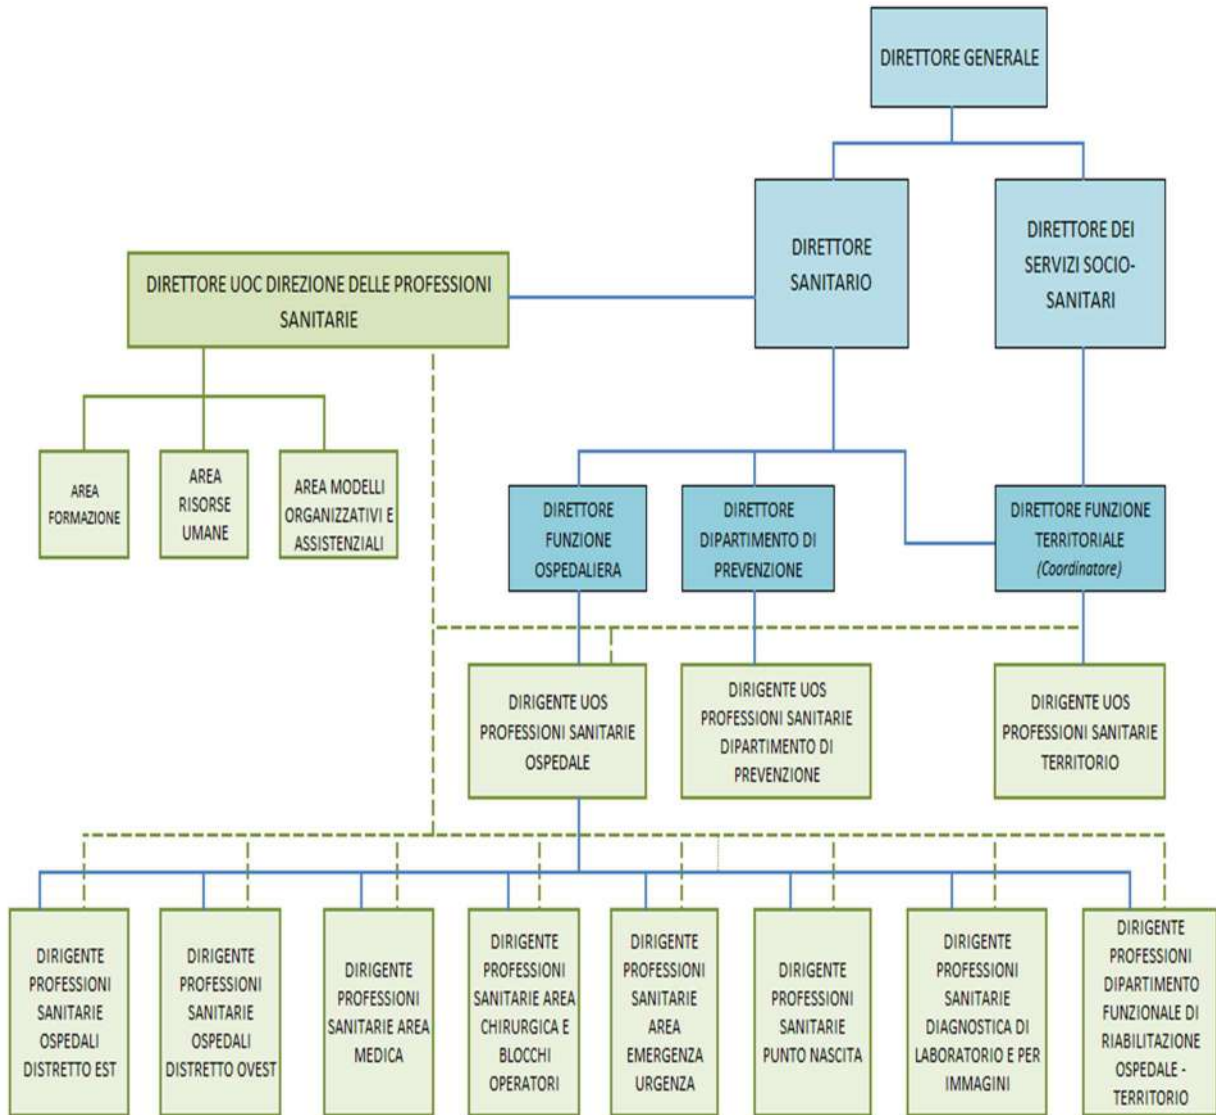 DIRETTORE GENERALE
DIRETTORE
SANITARIO
DIRETTORE DEI
SERVIZI SOCIO-
SANITARI
DIRETTORE UOC DIREZIONE DELLE PROFESSIONI
SANITARIE
AREA
FORMAZIONE
AREA
RISORSE
UMANE
AREA MODELLI
ORGANIZZATIVI E
ASSISTENZIALI
DIRETTORE
FUNZIONE
OSPEDALIERA
DIRETTORE
DIPARTIMENTO DI
PREVENZIONE
DIRETTORE FUNZIONE
TERRITORIALE
(Coordinatore)
DIRIGENTE UOS
PROFESSIONI SANITARIE
OSPEDALE
DIRIGENTE UOS
PROFESSIONI SANITARIE
DIPARTIMENTO DI
PREVENZIONE
DIRIGENTE UOS
PROFESSIONI SANITARIE
TERRITORIO
DIRIGENTE
PROFESSIONI
SANITARIE
OSPEDALI
DISTRETTO EST
DIRIGENTE
PROFESSIONI
SANITARIE
OSPEDALI
DISTRETTO OVEST
DIRIGENTE
PROFESSIONI
SANITARIE AREA
MEDICA
DIRIGENTE
PROFESSIONI
SANITARIE AREA
CHIRURGICA E
BLOCCHI
OPERATORI
DIRIGENTE
PROFESSIONI
SANITARIE
AREA
EMERGENZA
URGENZA
DIRIGENTE
PROFESSIONI
SANITARIE
PUNTO NASCITA
DIRIGENTE
PROFESSIONI
SANITARIE
DIAGNOSTICA DI
LABORATORIO E PER
IMMAGINI
DIRIGENTE
PROFESSIONI
DIPARTIMENTO
FUNZIONALE DI
RIABILITAZIONE
OSPEDALE -
TERRITORIO